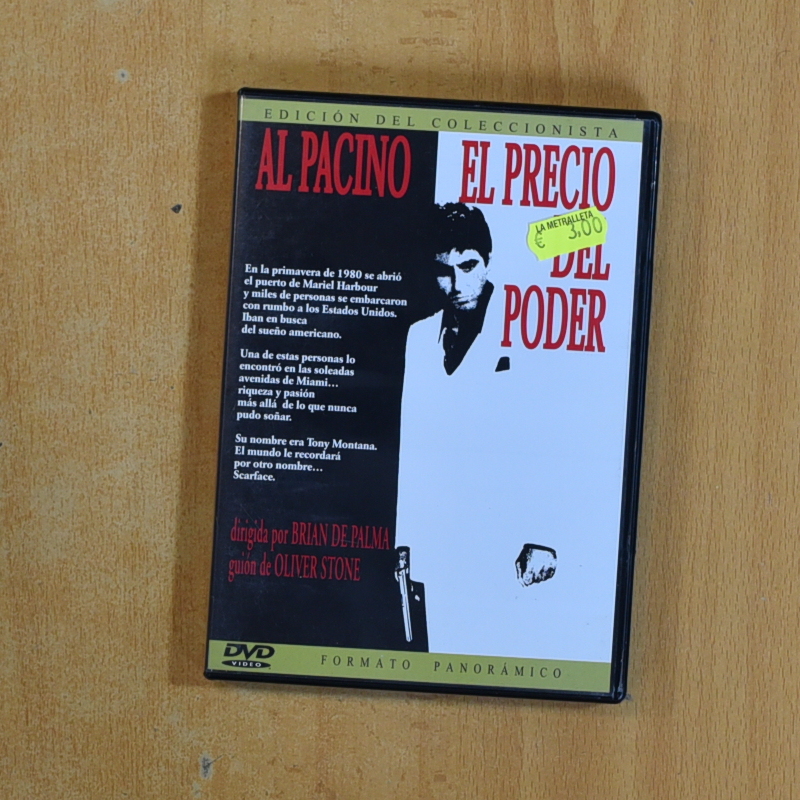 EDICIÓN DEL COLECCIONISTA
AL PACINO
EL PRECIO
DEL
PODER
LA METRALLETA
€ 3,00
En la primavera de 1980 se abrió
el puerto de Mariel Harbour
y miles de personas se embarcaron
con rumbo a los Estados Unidos.
Iban en busca
del sueño americano.
Una de estas personas lo
encontró en las soleadas
avenidas de Miami...
riqueza y pasión
más allá de lo que nunca
pudo soñar.
Su nombre era Tony Montana.
El mundo le recordará
por otro nombre...
Scarface.
dirigida por BRIAN DE PALMA
guión de OLIVER STONE
DVD
VIDEO
FORMATO PANORÁMICO